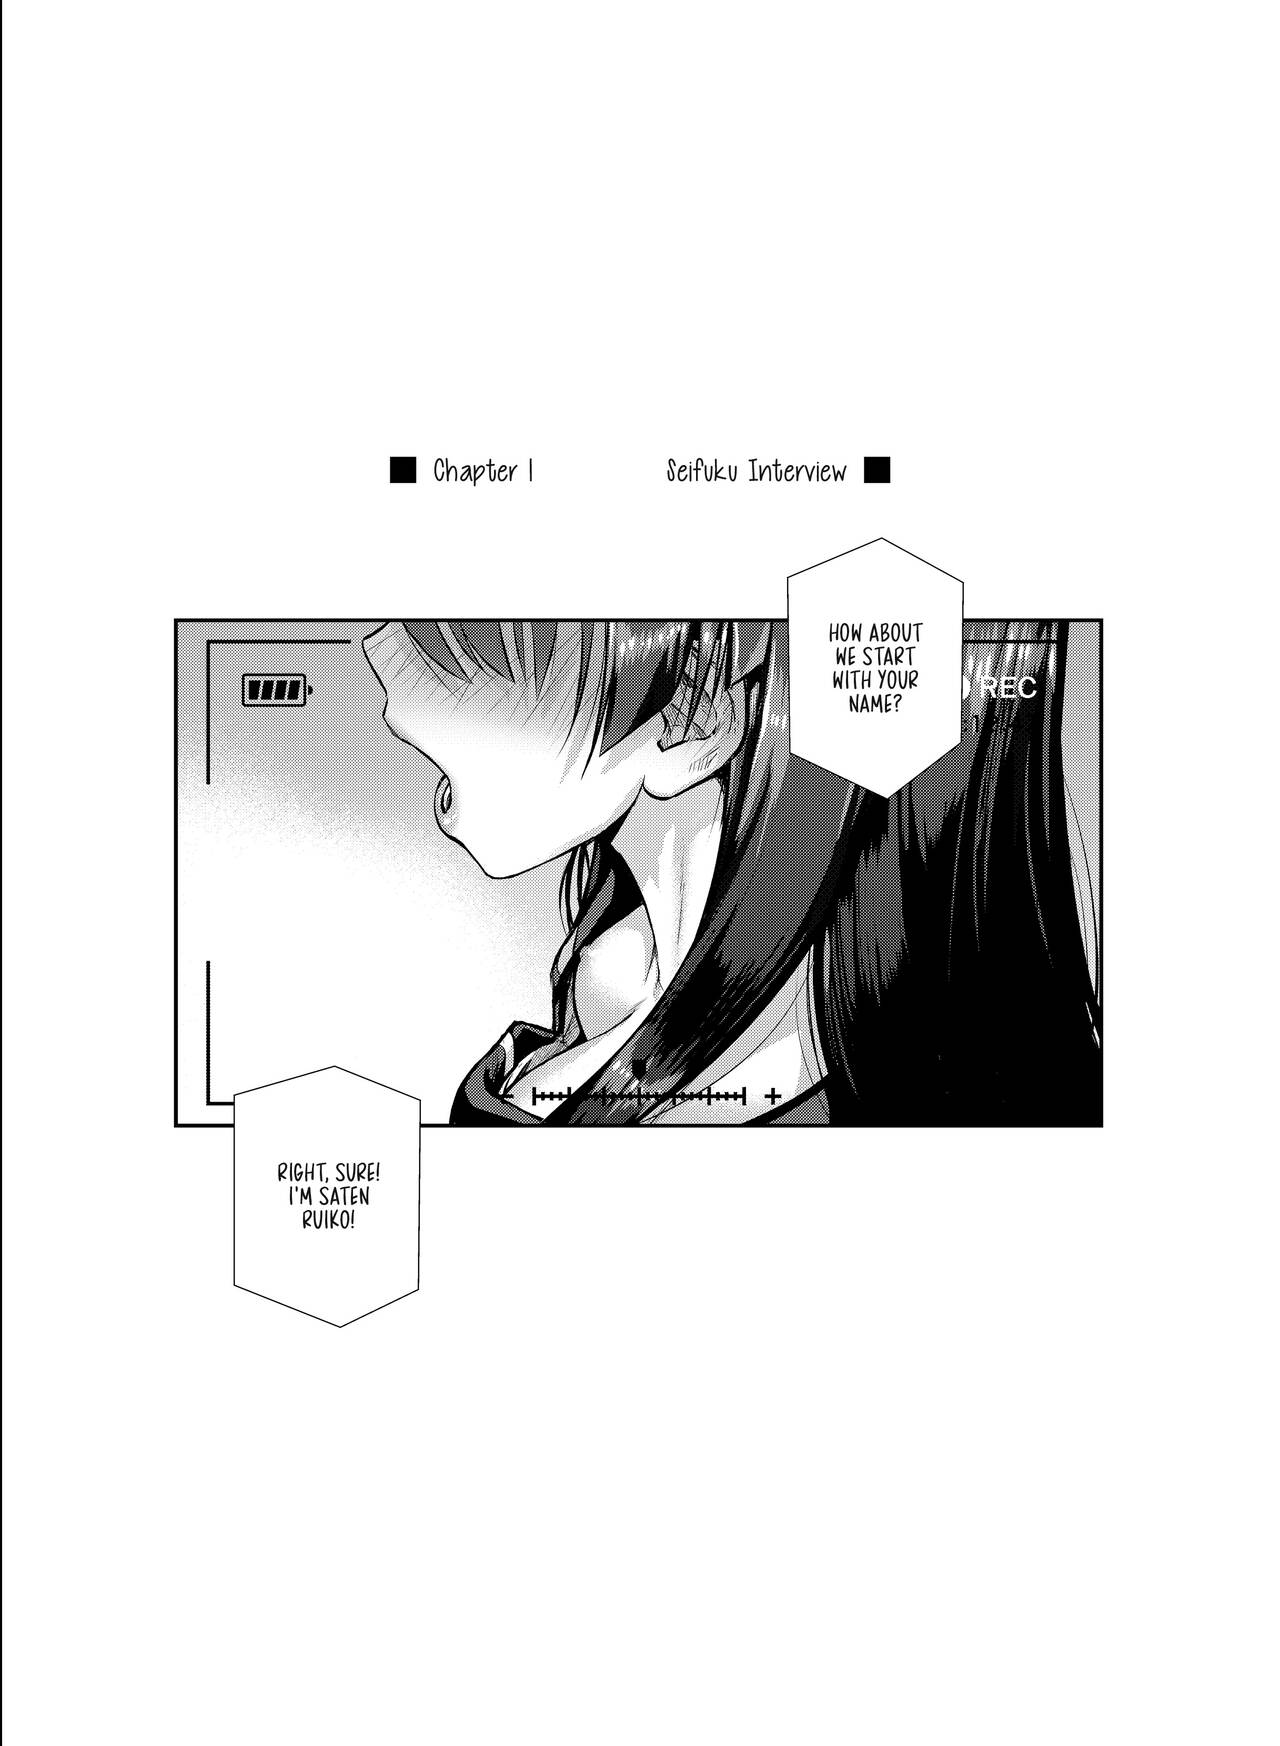 Chapter 1 Seifuku Interview
HOW ABOUT
WE START
WITH YOUR
NAME?
REC
RIGHT, SURE!
I'M SATEN
RUIKO!